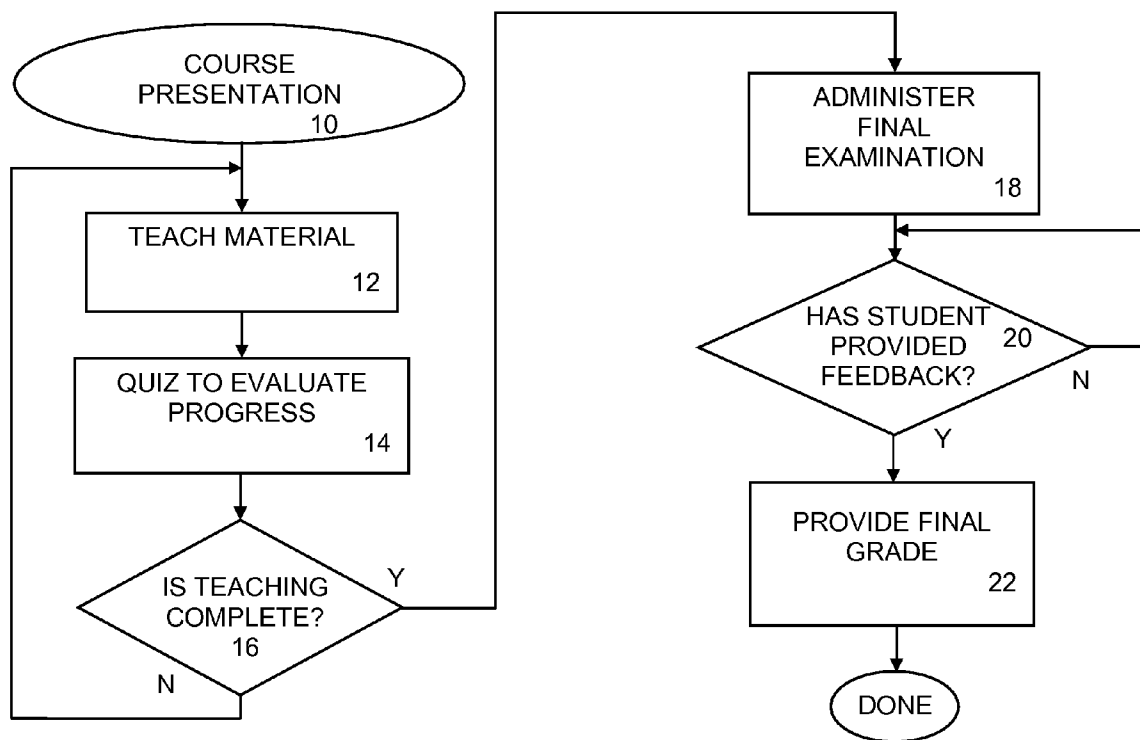 COURSE
PRESENTATION
10
TEACH MATERIAL
12
QUIZ TO EVALUATE
PROGRESS
14
IS TEACHING
COMPLETE?
16
Y
N
ADMINISTER
FINAL
EXAMINATION
18
HAS STUDENT
PROVIDED
FEEDBACK?
20
N
Y
PROVIDE FINAL
GRADE
22
DONE